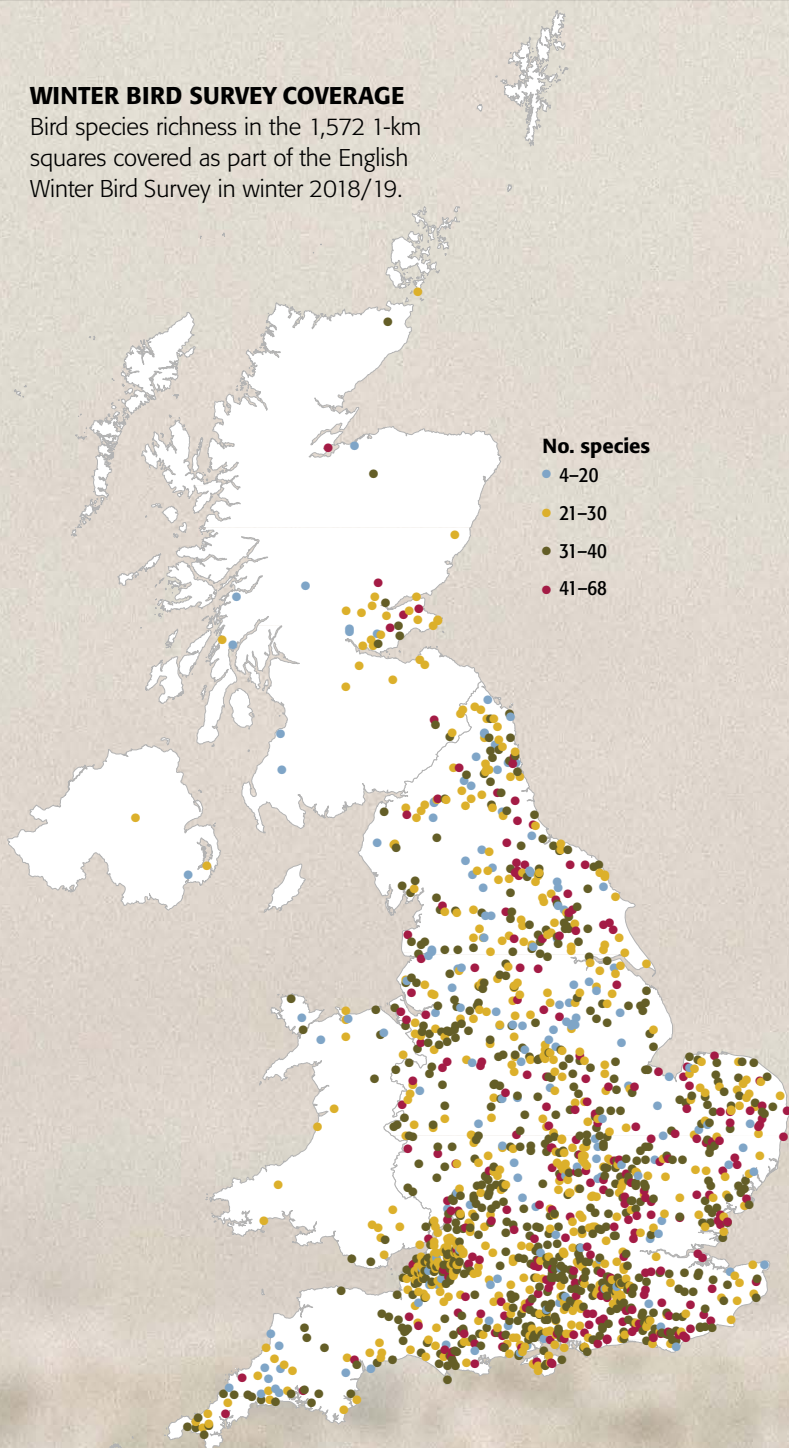 WINTER BIRD SURVEY COVERAGE
Bird species richness in the 1,572 1-km
squares covered as part of the English
Winter Bird Survey in winter 2018/19.
No. species
4–20
21–30
31–40
41–68